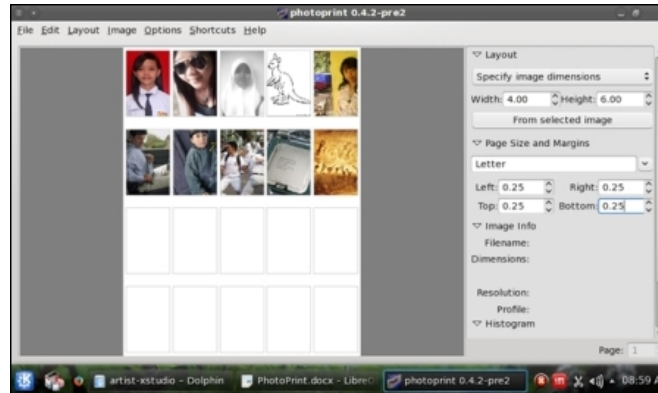 photoprint 0.4.2-pre2
File Edit Layout Image Options Shortcuts Help
Layout
Specify image dimensions
Width: 4.00 Height: 6.00
From selected image
Page Size and Margins
Letter
Left: 0.25 Right: 0.25
Top: 0.25 Bottom: 0.25
Image Info
Filename:
Dimensions:
Resolution:
Profile:
Histogram
Page: 1
artist-xstudio - Dolphin PhotoPrint.docx - LibreO photoprint 0.4.2-pre2 08:59 A